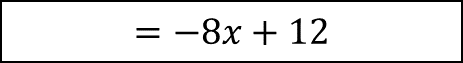 = −8x + 12